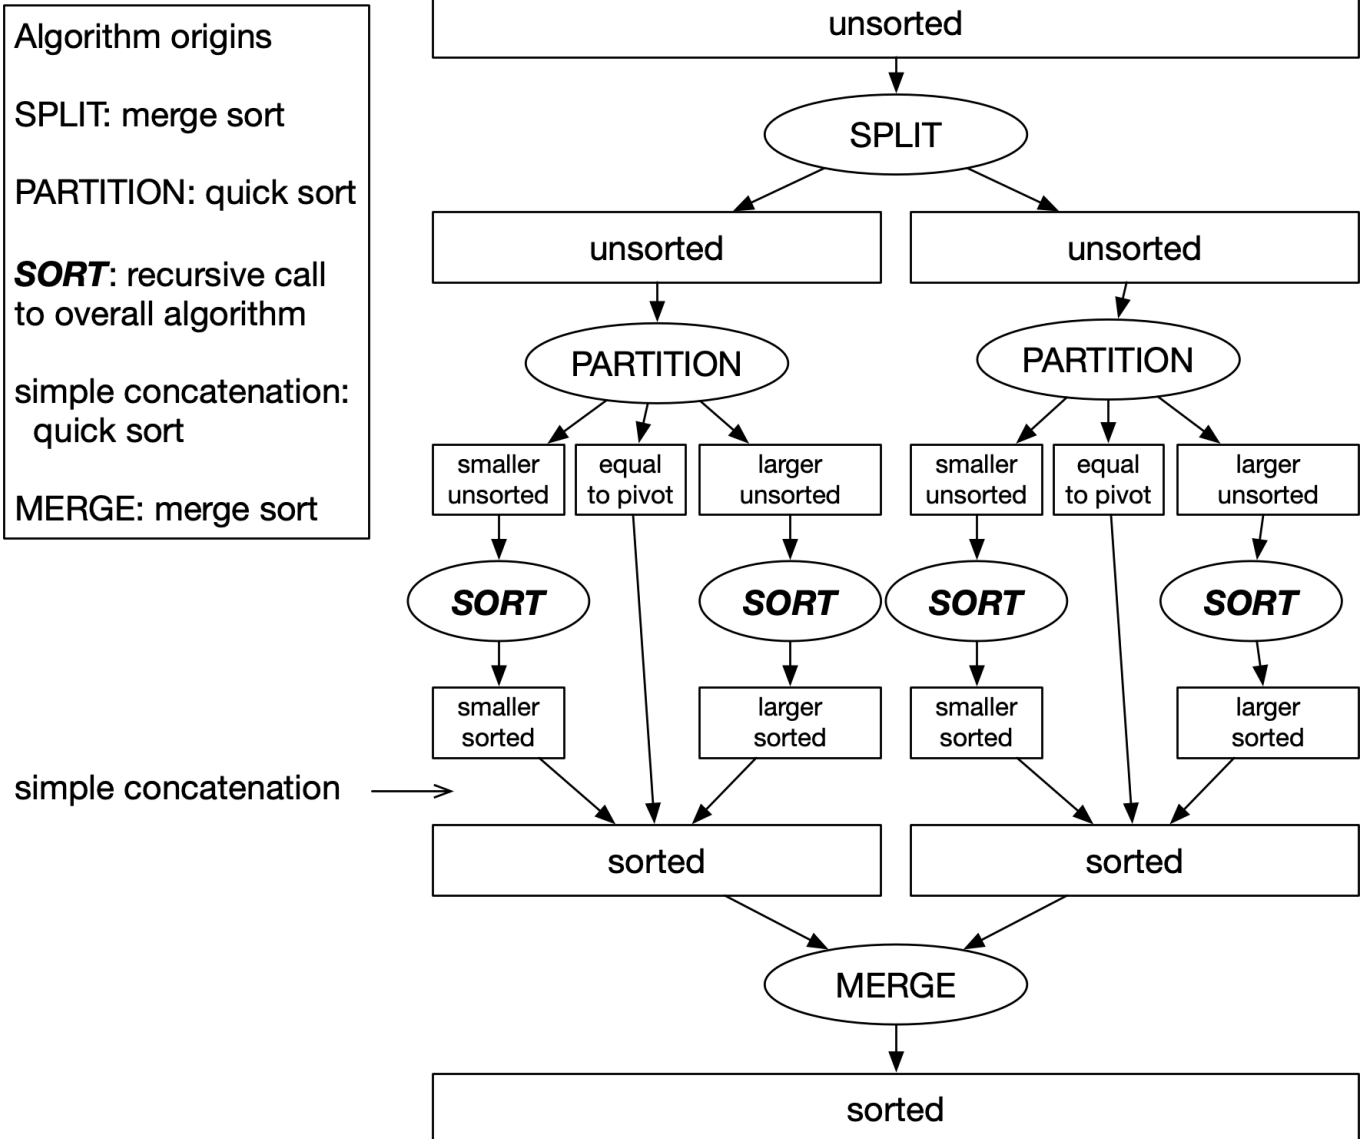 Algorithm origins
SPLIT: merge sort
PARTITION: quick sort
SORT: recursive call
to overall algorithm
simple concatenation:
quick sort
MERGE: merge sort
unsorted
SPLIT
unsorted
unsorted
PARTITION
PARTITION
smaller
unsorted
equal
to pivot
larger
unsorted
smaller
unsorted
equal
to pivot
larger
unsorted
SORT
SORT
SORT
SORT
smaller
sorted
larger
sorted
smaller
sorted
larger
sorted
simple concatenation
sorted
sorted
MERGE
sorted